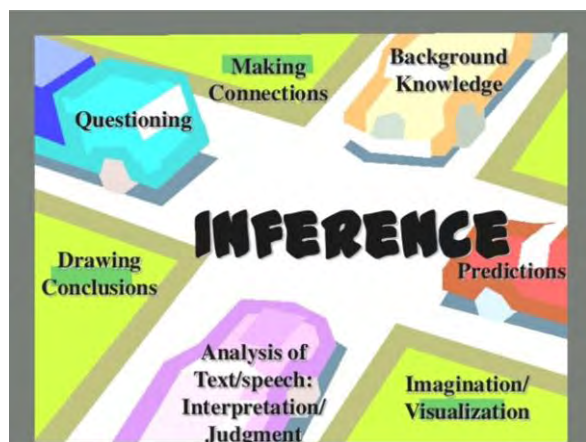 Background
Knowledge
Making
Connections
Questioning
INFERENCE
Drawing
Conclusions
Predictions
Analysis of
Text/speech:
Interpretation/
Judgment
Imagination/
Visualization